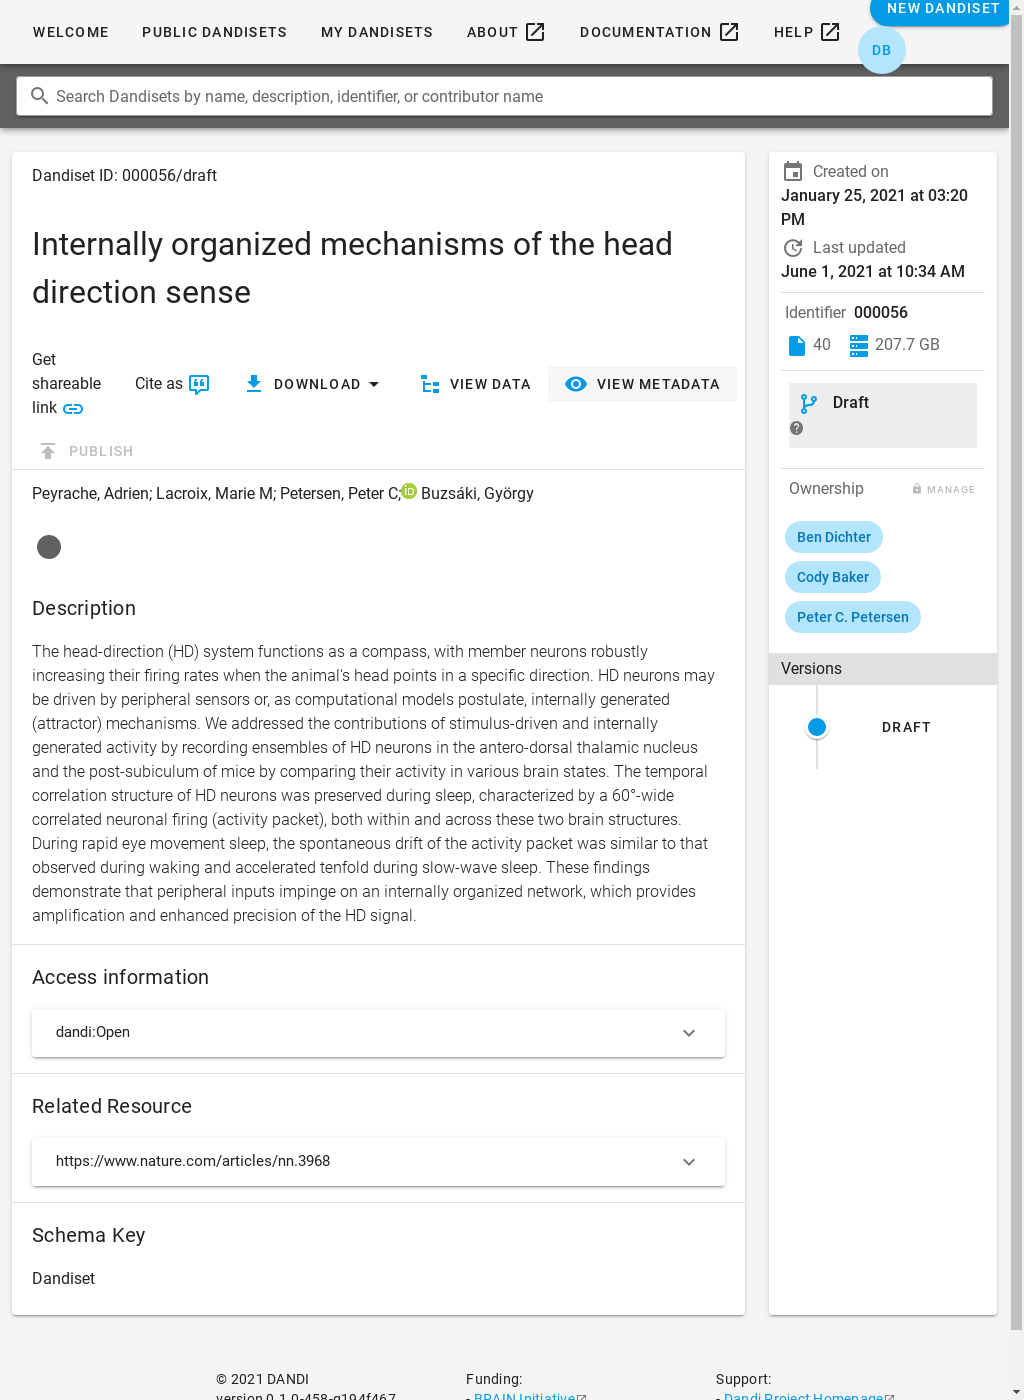 WELCOME PUBLIC DANDISETS MY DANDISETS ABOUT DOCUMENTATION HELP NEW DANDISET
DB
Search Dandisets by name, description, identifier, or contributor name
Dandiset ID: 000056/draft
Internally organized mechanisms of the head
direction sense
Get
shareable
link
Cite as
DOWNLOAD
VIEW DATA
VIEW METADATA
PUBLISH
Peyrache, Adrien; Lacroix, Marie M; Petersen, Peter C; Buzsáki, György
Description
The head-direction (HD) system functions as a compass, with member neurons robustly
increasing their firing rates when the animal's head points in a specific direction. HD neurons may
be driven by peripheral sensors or, as computational models postulate, internally generated
(attractor) mechanisms. We addressed the contributions of stimulus-driven and internally
generated activity by recording ensembles of HD neurons in the antero-dorsal thalamic nucleus
and the post-subiculum of mice by comparing their activity in various brain states. The temporal
correlation structure of HD neurons was preserved during sleep, characterized by a 60°-wide
correlated neuronal firing (activity packet), both within and across these two brain structures.
During rapid eye movement sleep, the spontaneous drift of the activity packet was similar to that
observed during waking and accelerated tenfold during slow-wave sleep. These findings
demonstrate that peripheral inputs impinge on an internally organized network, which provides
amplification and enhanced precision of the HD signal.
Access information
dandi:Open
Related Resource
https://www.nature.com/articles/nn.3968
Schema Key
Dandiset
Created on
January 25, 2021 at 03:20
PM
Last updated
June 1, 2021 at 10:34 AM
Identifier 000056
40 207.7 GB
Draft
Ownership MANAGE
Ben Dichter
Cody Baker
Peter C. Petersen
Versions
DRAFT
© 2021 DANDI
version 0.1.0-458-g194f467
Funding:
- BRAIN Initiative
Support:
- Dandi Project Homepage